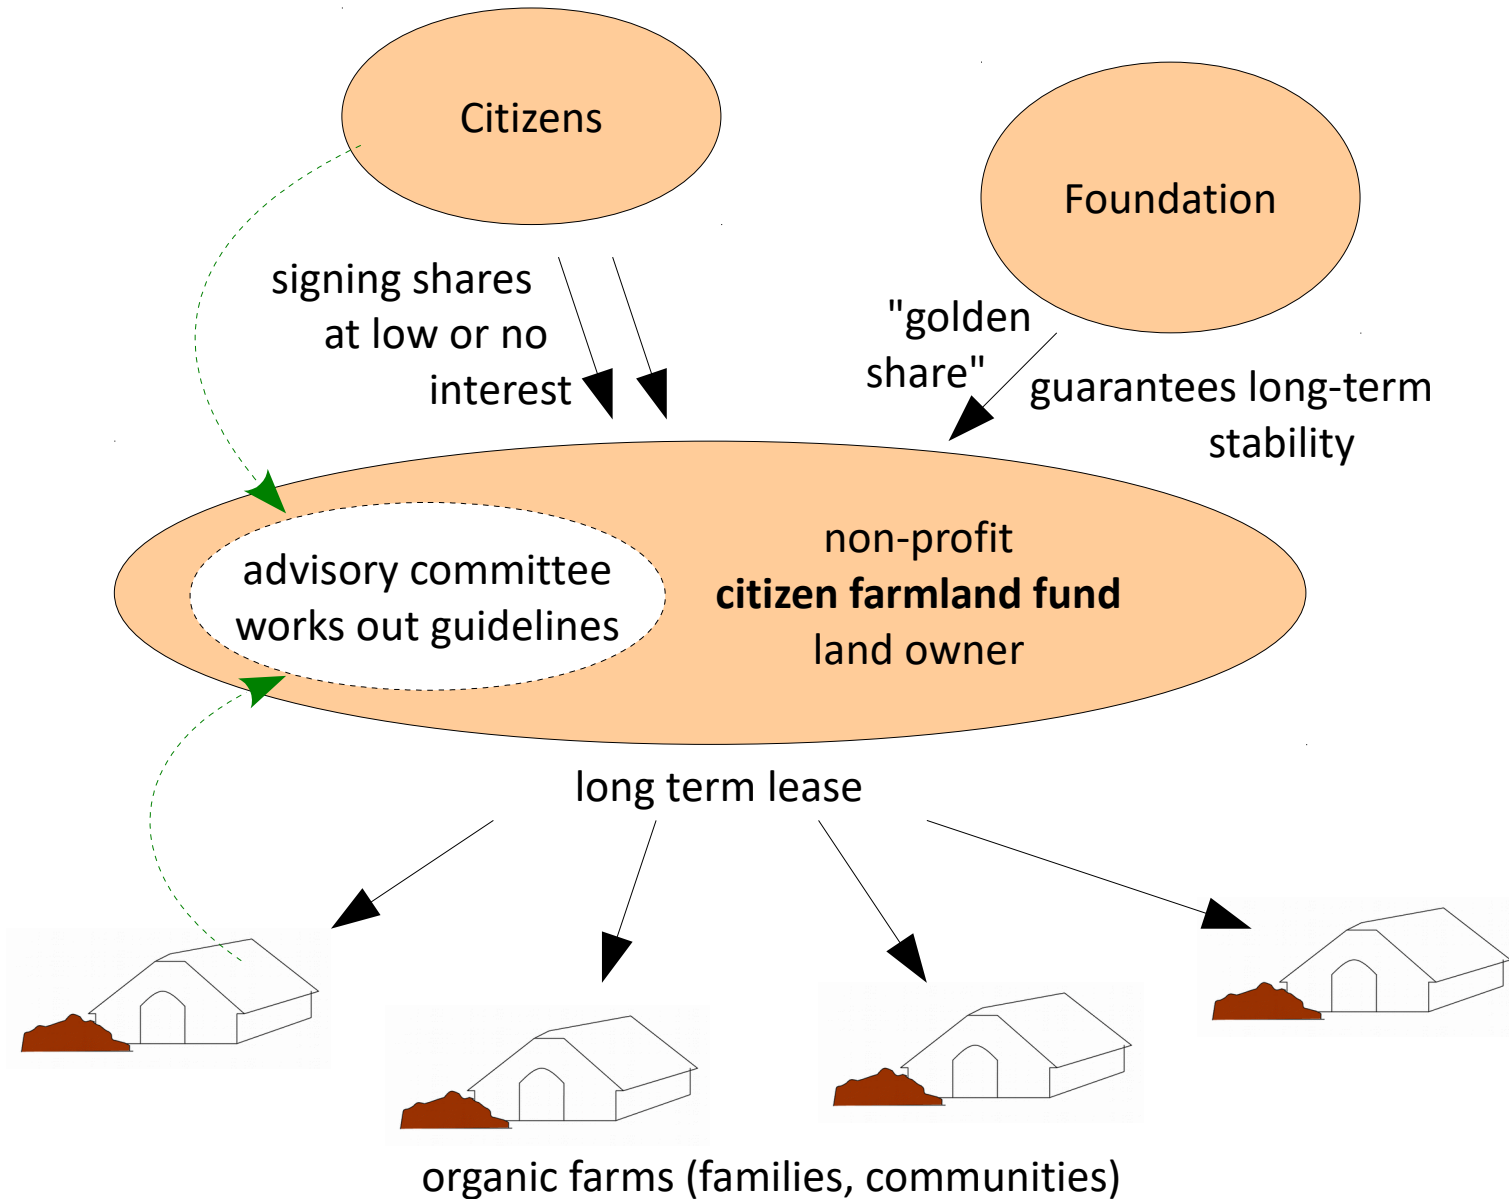 Citizens
Foundation
signing shares
at low or no
interest
"golden
share"
guarantees long-term
stability
advisory committee
works out guidelines
non-profit
citizen farmland fund
land owner
long term lease
organic farms (families, communities)